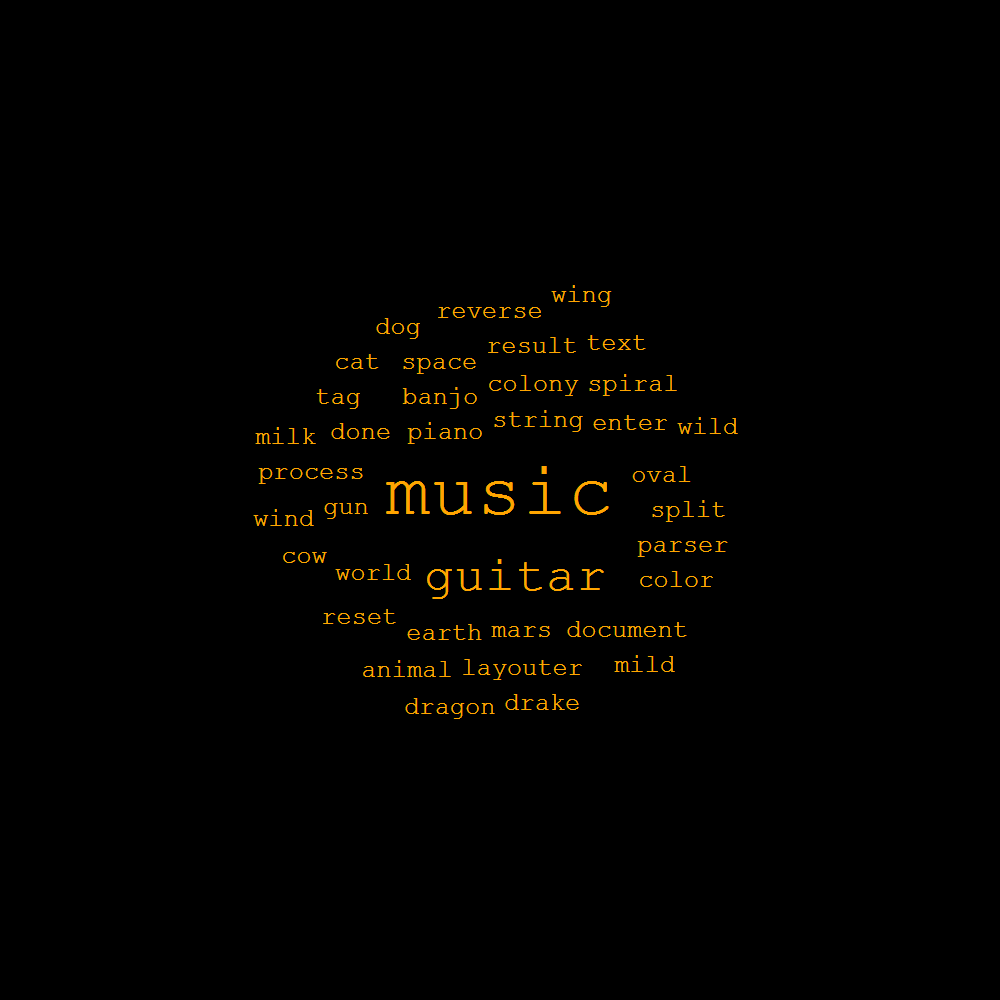 wing
reverse
dog
result text
cat space
colony spiral
tag banjo
string enter wild
milk done piano
process music oval
wind gun split
cow parser
world guitar color
reset
earth mars document
animal layouter mild
dragon drake